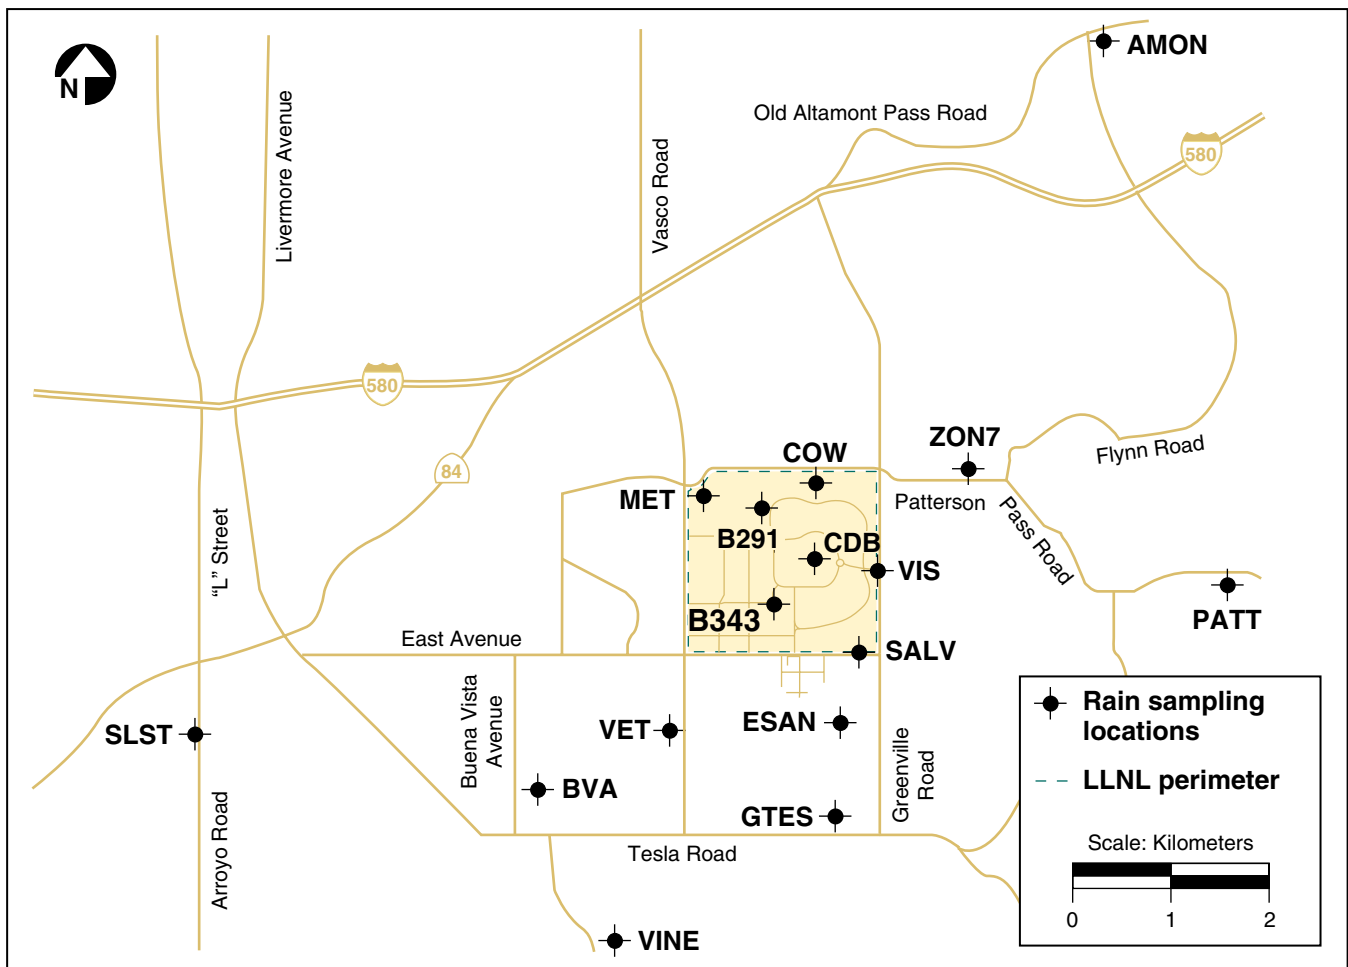 AMON
N
Old Altamont Pass Road
580
Livermore Avenue
Vasco Road
580
ZON7
COW
Flynn Road
84
MET
Patterson
Pass Road
"L" Street
B291
CDB
VIS
PATT
B343
East Avenue
SALV
Buena Vista
Avenue
VET
ESAN
SLST
Greenville
Road
BVA
GTES
Arroyo Road
Tesla Road
VINE
Rain sampling
locations
LLNL perimeter
Scale: Kilometers
0 1 2